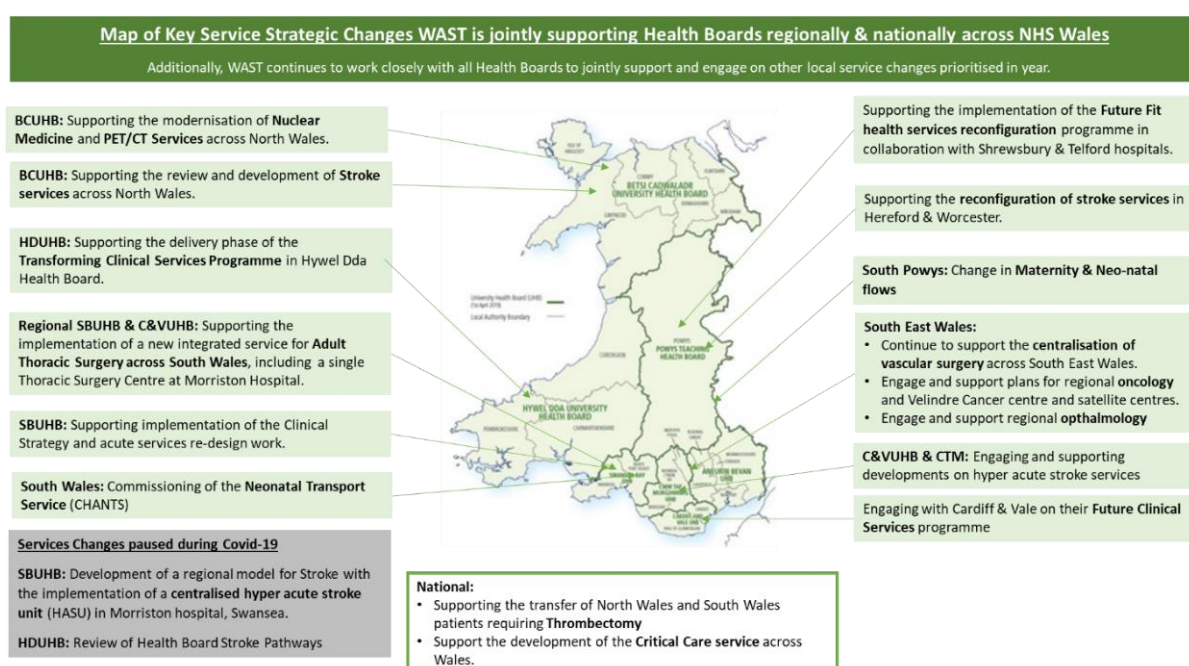 Map of Key Service Strategic Changes WAST is jointly supporting Health Boards regionally & nationally across NHS Wales
Additionally, WAST continues to work closely with all Health Boards to jointly support and engage on other local service changes prioritised in year.
BCUHB: Supporting the modernisation of Nuclear
Medicine and PET/CT Services across North Wales.
BCUHB: Supporting the review and development of Stroke
services across North Wales.
HDUHB: Supporting the delivery phase of the
Transforming Clinical Services Programme in Hywel Dda
Health Board.
Regional SBUHB & C&VUHB: Supporting the
implementation of a new integrated service for Adult
Thoracic Surgery across South Wales, including a single
Thoracic Surgery Centre at Morriston Hospital.
SBUHB: Supporting implementation of the Clinical
Strategy and acute services re-design work.
South Wales: Commissioning of the Neonatal Transport
Service (CHANTS)
Services Changes paused during Covid-19
SBUHB: Development of a regional model for Stroke with
the implementation of a centralised hyper acute stroke
unit (HASU) in Morriston hospital, Swansea.
HDUHB: Review of Health Board Stroke Pathways
BETSI CADWALADR
UNIVERSITY HEALTH BOARD
University Health Board (UHB)
(1st April 2019)
Local Authority Boundary
POWYS
POWYS TEACHING
HEALTH BOARD
CEREDIGION
HYWEL DDA UNIVERSITY
HEALTH BOARD
PEMBROKESHIRE
CARMARTHENSHIRE
ANEURIN BEVAN
UHB
Supporting the implementation of the Future Fit
health services reconfiguration programme in
collaboration with Shrewsbury & Telford hospitals.
Supporting the reconfiguration of stroke services in
Hereford & Worcester.
South Powys: Change in Maternity & Neo-natal
flows
South East Wales:
• Continue to support the centralisation of
vascular surgery across South East Wales.
• Engage and support plans for regional oncology
and Velindre Cancer centre and satellite centres.
• Engage and support regional opthalmology
C&VUHB & CTM: Engaging and supporting
developments on hyper acute stroke services
Engaging with Cardiff & Vale on their Future Clinical
Services programme
National:
• Supporting the transfer of North Wales and South Wales
patients requiring Thrombectomy
• Support the development of the Critical Care service across
Wales.